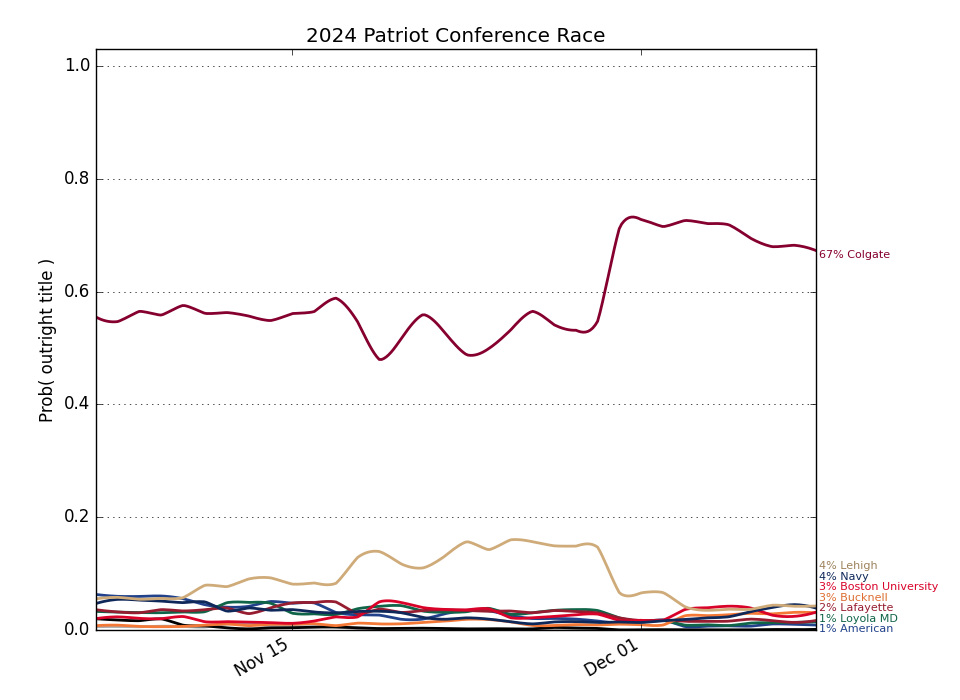 2024 Patriot Conference Race
Prob( outright title )
1.0
0.8
0.6
0.4
0.2
0.0
Nov 15
Dec 01
67% Colgate
4% Lehigh
4% Navy
3% Boston University
3% Bucknell
2% Lafayette
1% Loyola MD
1% American